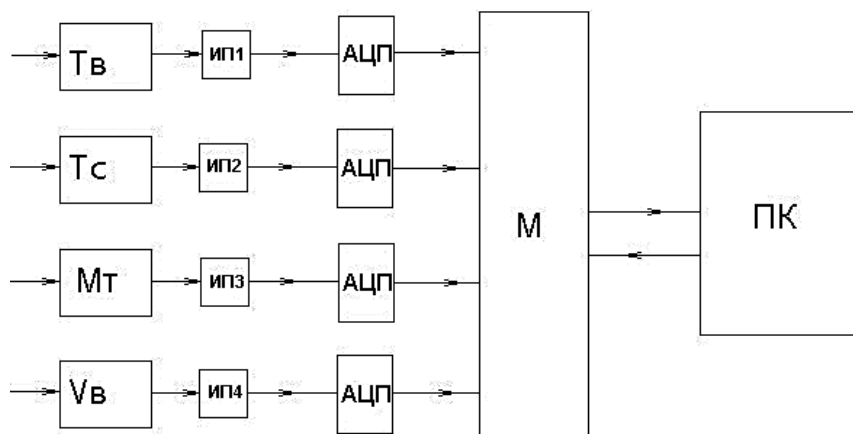 Тв ИП1 АЦП
Тс ИП2 АЦП
М ПК
Мт ИП3 АЦП
Vв ИП4 АЦП